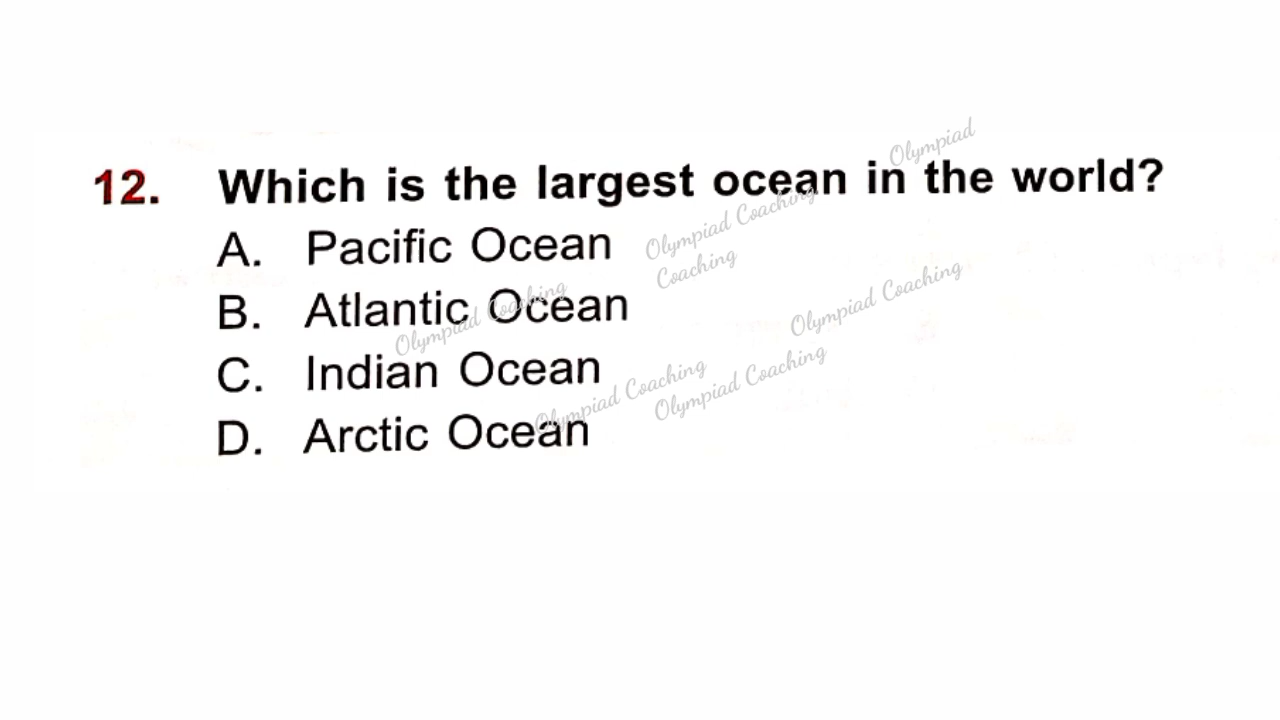 Olympiad
12. Which is the largest ocean in the world?
Olympiad Coaching
A. Pacific Ocean
Coaching
Olympiad Coaching
B. Atlantic Ocean
Olympiad Coaching
C. Indian Ocean
Olympiad Coaching
Olympiad Coaching
D. Arctic Ocean